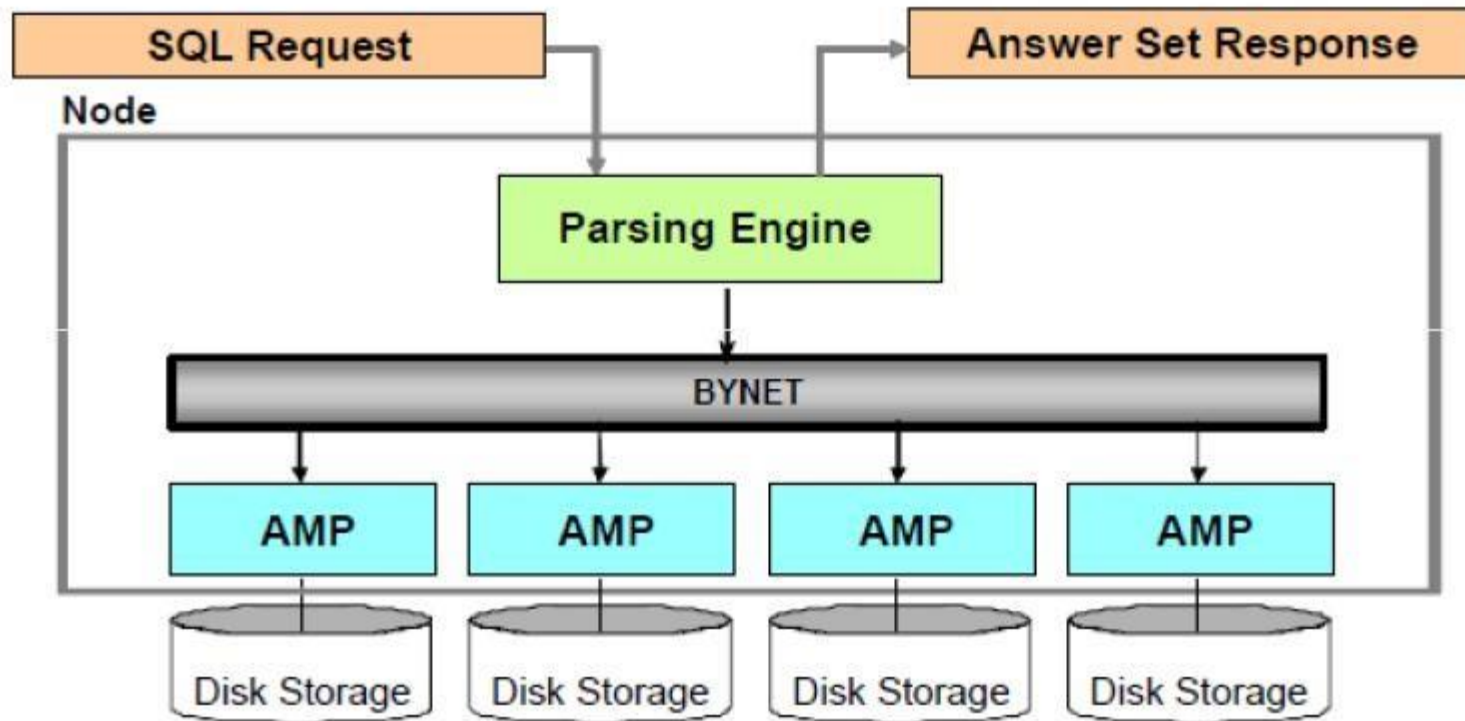 SQL Request
Answer Set Response
Node
Parsing Engine
BYNET
AMP
AMP
AMP
AMP
Disk Storage
Disk Storage
Disk Storage
Disk Storage